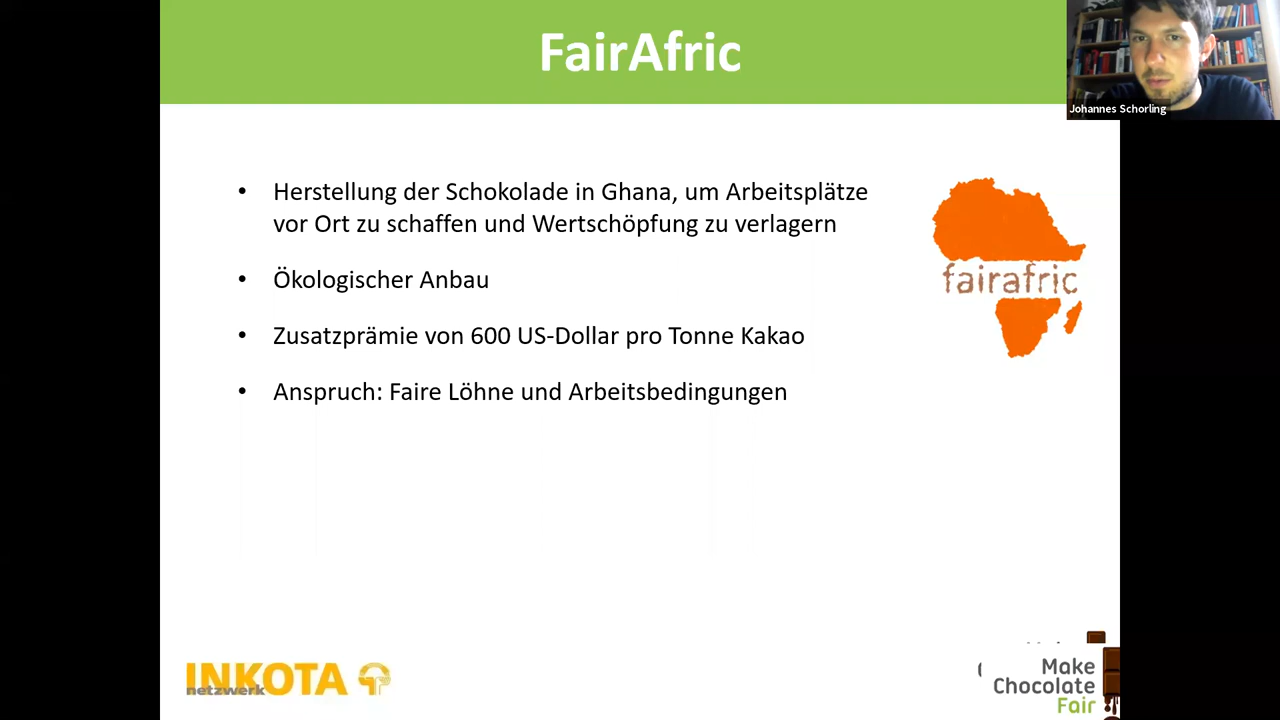 FairAfric
Johannes Schorling
• Herstellung der Schokolade in Ghana, um Arbeitsplätze
vor Ort zu schaffen und Wertschöpfung zu verlagern
• Ökologischer Anbau
• Zusatzprämie von 600 US-Dollar pro Tonne Kakao
• Anspruch: Faire Löhne und Arbeitsbedingungen
fairafric
INKOTA
netzwerk
Make
Chocolate
Fair